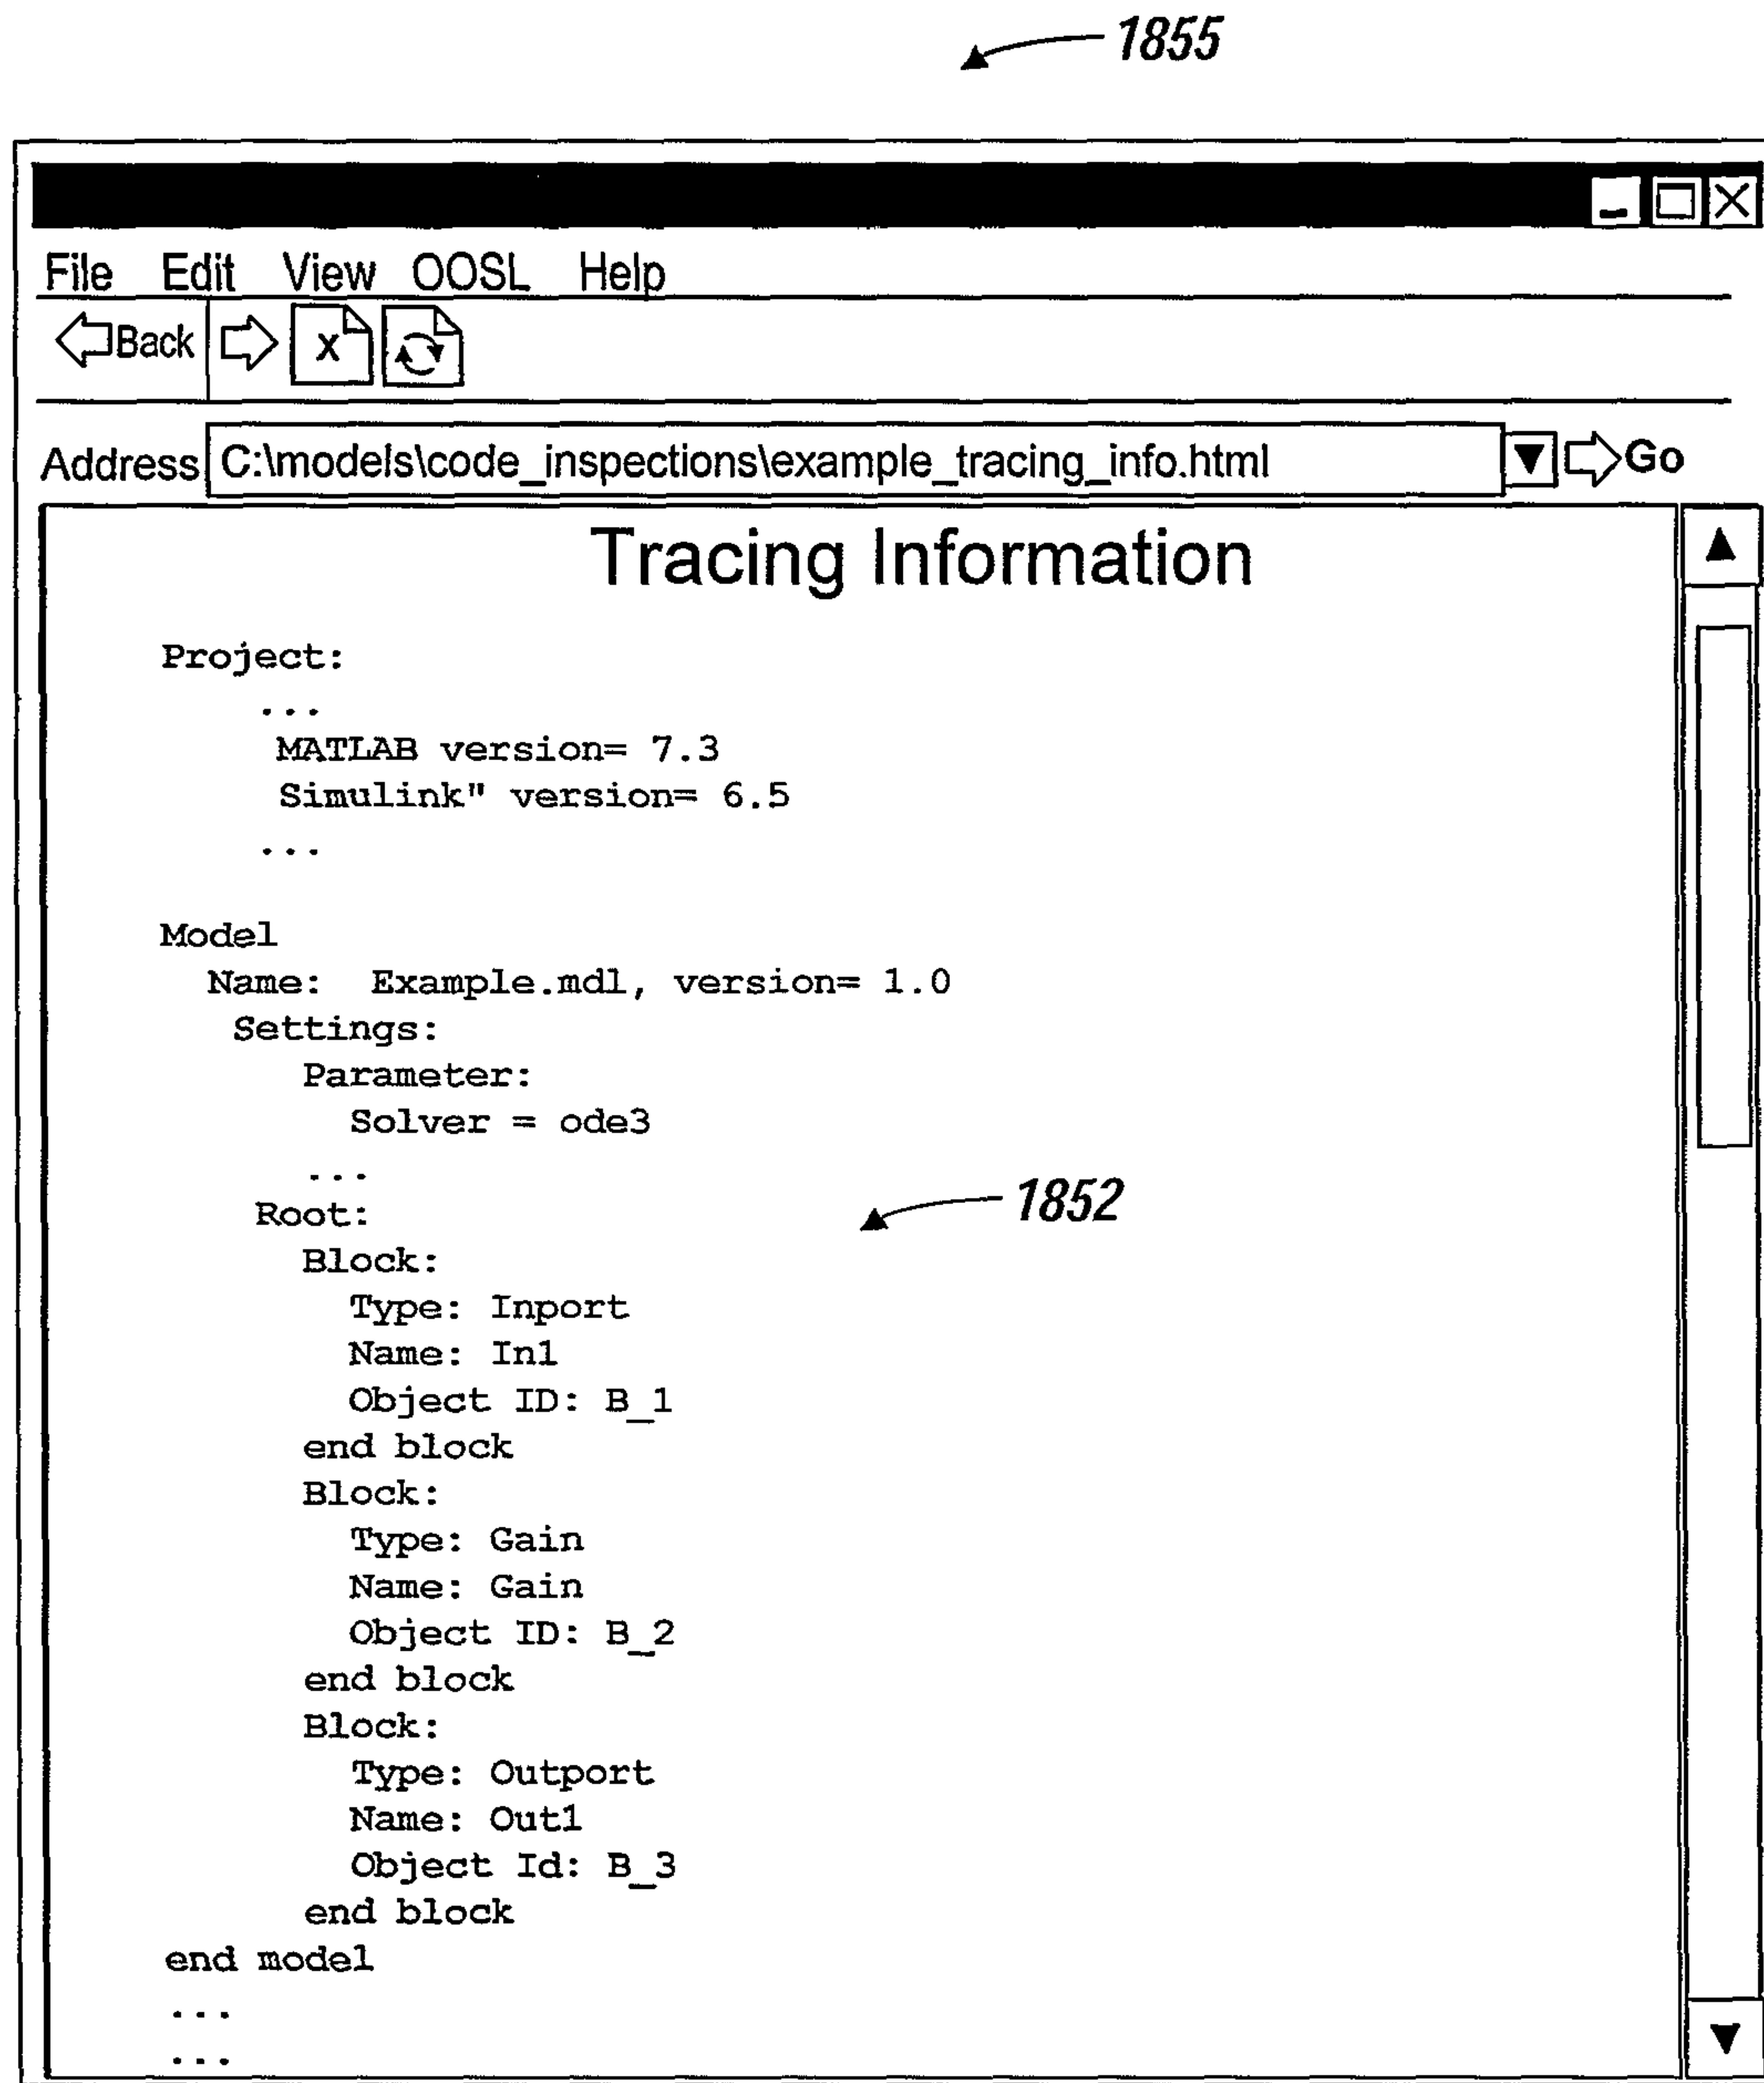 1855
File Edit View OOSL Help
Back X
Address C:\models\code_inspections\example_tracing_info.html Go
Tracing Information
Project:
...
MATLAB version= 7.3
Simulink" version= 6.5
...
Model
Name: Example.mdl, version= 1.0
Settings:
Parameter:
Solver = ode3
...
1852
Root:
Block:
Type: Inport
Name: In1
Object ID: B_1
end block
Block:
Type: Gain
Name: Gain
Object ID: B_2
end block
Block:
Type: Outport
Name: Out1
Object Id: B_3
end block
end model
...
...